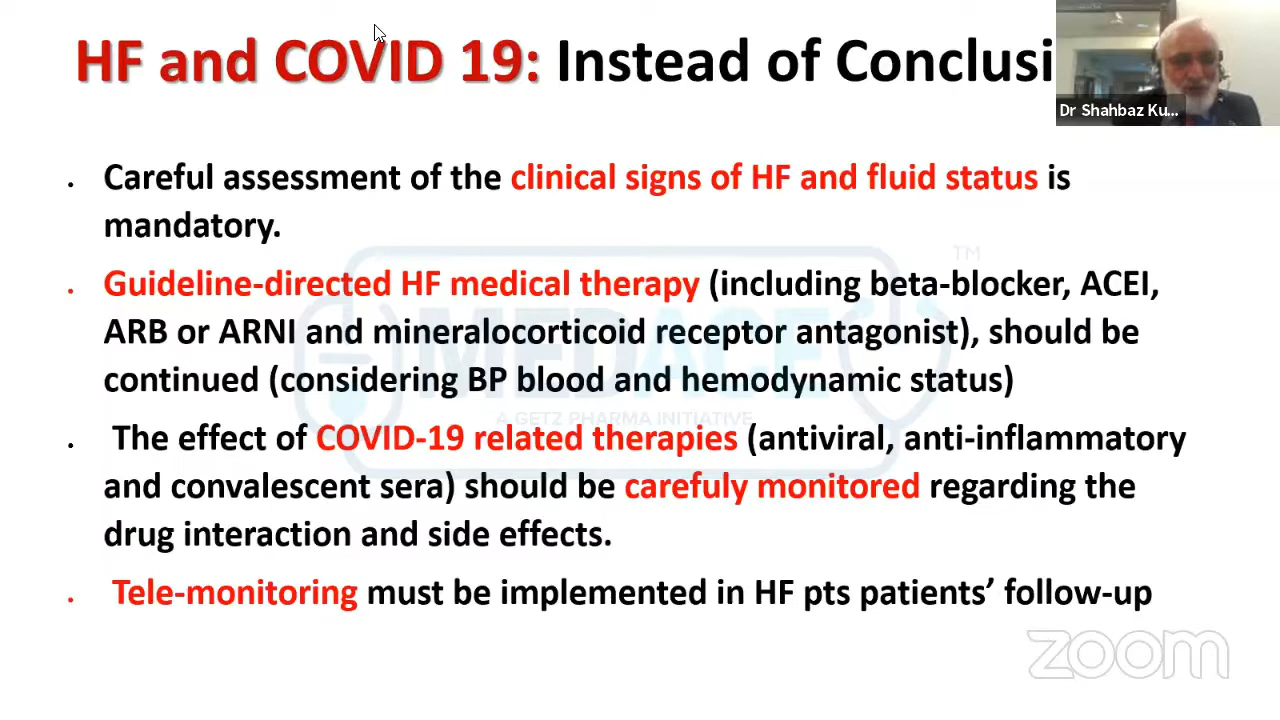 HF and COVID 19: Instead of Conclusi
Dr Shahbaz Ku...
• Careful assessment of the clinical signs of HF and fluid status is
mandatory.
TM
• Guideline-directed HF medical therapy (including beta-blocker, ACEI,
ARB or ARNI and mineralocorticoid receptor antagonist), should be
continued (considering BP blood and hemodynamic status)
MEDACE
A GETZ PHARMA INITIATIVE
• The effect of COVID-19 related therapies (antiviral, anti-inflammatory
and convalescent sera) should be carefuly monitored regarding the
drug interaction and side effects.
• Tele-monitoring must be implemented in HF pts patients’ follow-up
zoom